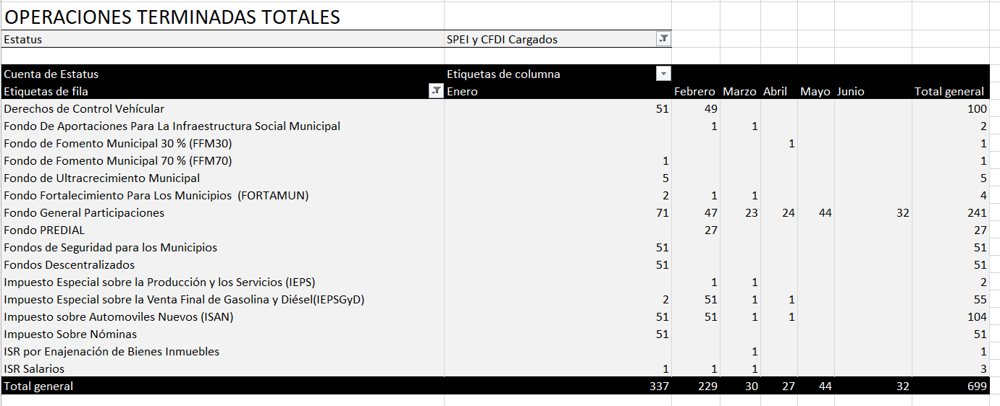 OPERACIONES TERMINADAS TOTALES
Estatus SPEI y CFDI Cargados
Cuenta de Estatus Etiquetas de columna
Etiquetas de fila Enero Febrero Marzo Abril Mayo Junio Total general
Derechos de Control Vehícular 51 49 100
Fondo De Aportaciones Para La Infraestructura Social Municipal 1 1 2
Fondo de Fomento Municipal 30 % (FFM30) 1 1
Fondo de Fomento Municipal 70 % (FFM70) 1 1
Fondo de Ultracrecimiento Municipal 5 5
Fondo Fortalecimiento Para Los Municipios  (FORTAMUN) 2 1 1 4
Fondo General Participaciones 71 47 23 24 44 32 241
Fondo PREDIAL 27 27
Fondos de Seguridad para los Municipios 51 51
Fondos Descentralizados 51 51
Impuesto Especial sobre la Producción y los Servicios (IEPS) 1 1 2
Impuesto Especial sobre la Venta Final de Gasolina y Diésel(IEPSGyD) 2 51 1 1 55
Impuesto sobre Automoviles Nuevos (ISAN) 51 51 1 1 104
Impuesto Sobre Nóminas 51 51
ISR por Enajenación de Bienes Inmuebles 1 1
ISR Salarios 1 1 1 3
Total general 337 229 30 27 44 32 699